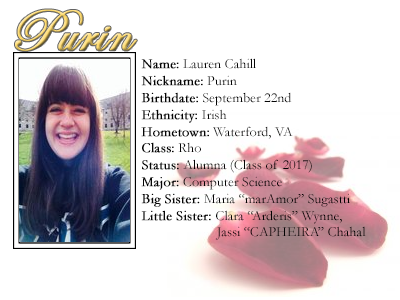 Purin
Name: Lauren Cahill
Nickname: Purin
Birthdate: September 22nd
Ethnicity: Irish
Hometown: Waterford, VA
Class: Rho
Status: Alumna (Class of 2017)
Major: Computer Science
Big Sister: Maria “marAmor” Sugastti
Little Sister: Clara “Arderis” Wynne,
Jassi “CAPHEIRA” Chahal